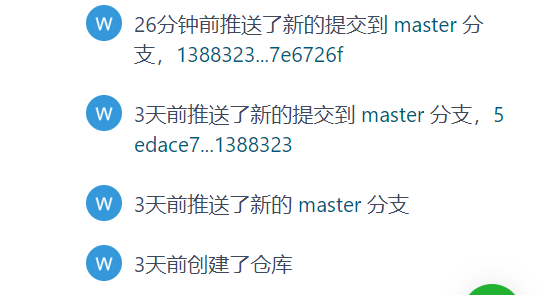 W
26分钟前推送了新的提交到 master 分
支，1388323...7e6726f
W
3天前推送了新的提交到 master 分支，5
edace7...1388323
W
3天前推送了新的 master 分支
W
3天前创建了仓库